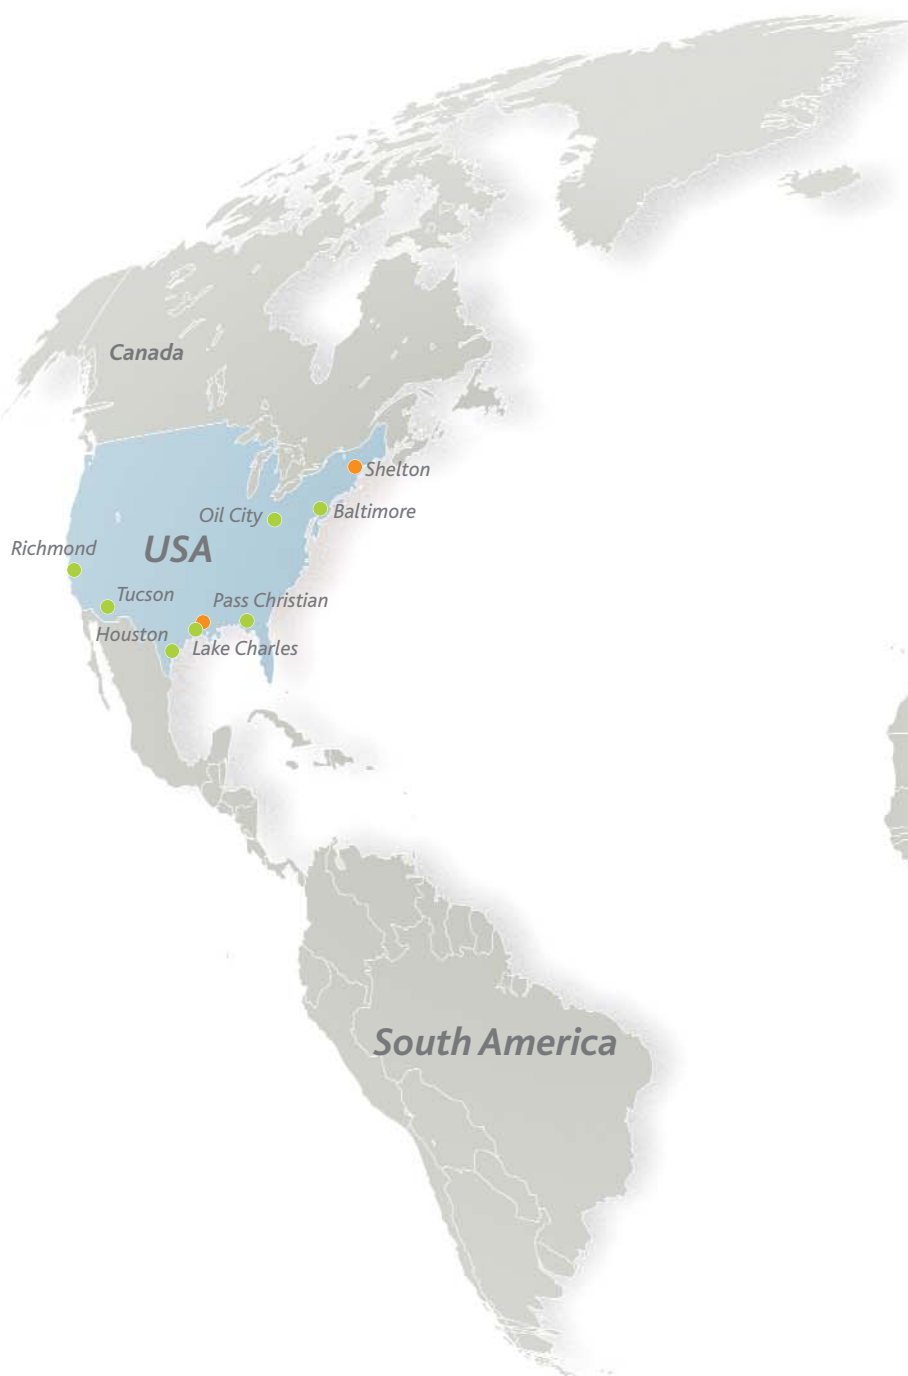 Canada
Shelton
Oil City
Baltimore
Richmond
USA
Tucson
Pass Christian
Houston
Lake Charles
South America